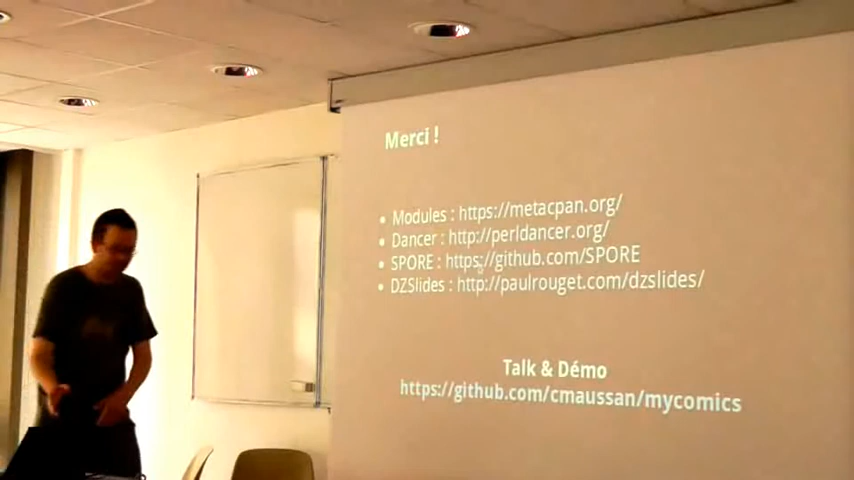 Merci !
• Modules : https://metacpan.org/
• Dancer : http://perldancer.org/
• SPORE : https://github.com/SPORE
• DZSlides : http://paulrouget.com/dzslides
Talk & Démo
https://github.com/cmaussan/mycomics